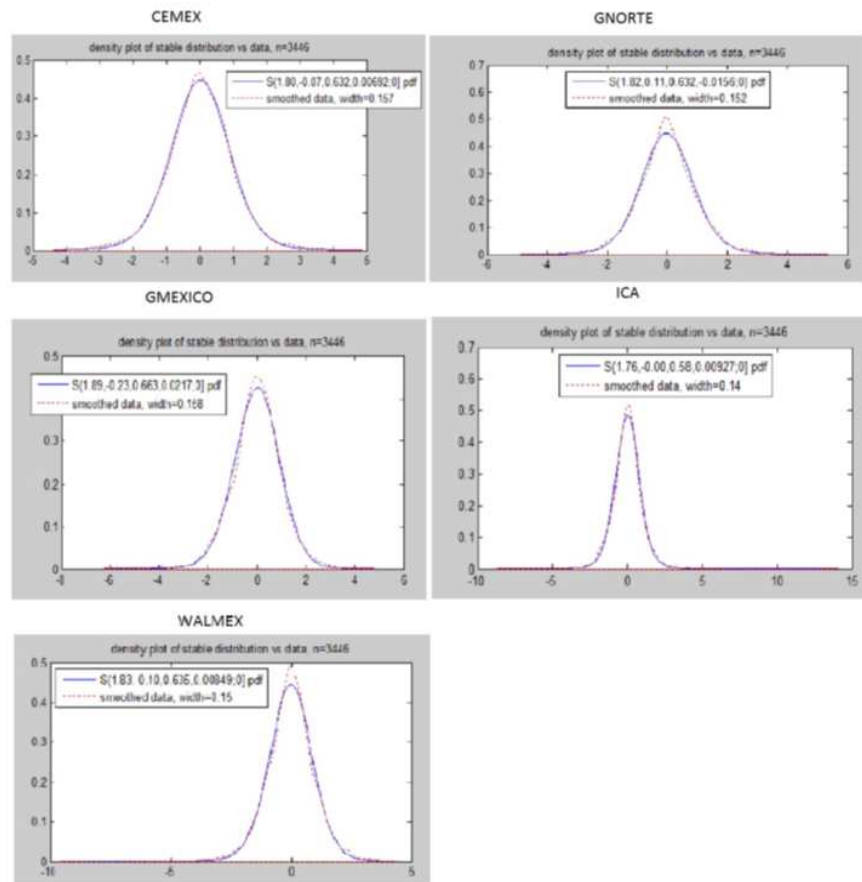 CEMEX
density plot of stable distribution vs data, n=3446
S(1.80,-0.07,0.632,0.00692;0) pdf
smoothed data, width=0.157
0.5
0.4
0.3
0.2
0.1
0
-5 -4 -3 -2 -1 0 1 2 3 4 5
GNORTE
density plot of stable distribution vs data, n=3446
S(1.82,0.11,0.632,-0.0156;0) pdf
smoothed data, width=0.152
0.7
0.6
0.5
0.4
0.3
0.2
0.1
0
-6 -4 -2 0 2 4 6
GMEXICO
density plot of stable distribution vs data, n=3446
S(1.89,-0.23,0.663,0.0217;0) pdf
smoothed data, width=0.168
0.5
0.3
0.2
0.1
0
-8 -6 -4 -2 0 2 4 6
ICA
density plot of stable distribution vs data, n=3446
S(1.76,-0.00,0.58,0.00927;0) pdf
smoothed data, width=0.14
0.7
0.6
0.5
0.4
0.3
0.2
0.1
0
-10 -5 0 5 10 15
WALMEX
density plot of stable distribution vs data, n=3446
pdf
smoothed data, width=0.15
0.5
0.4
0.3
0.2
0.1
0
-10 -5 0 5